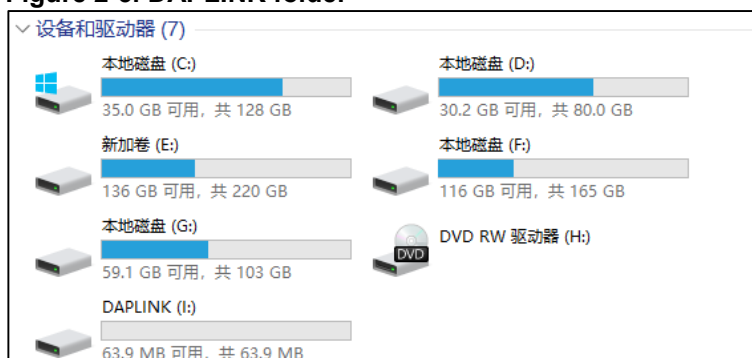 Figure 2-3. DAPLINK folder
设备和驱动器 (7)
本地磁盘 (C:)
35.0 GB 可用，共 128 GB
本地磁盘 (D:)
30.2 GB 可用，共 80.0 GB
新加卷 (E:)
136 GB 可用，共 220 GB
本地磁盘 (F:)
116 GB 可用，共 165 GB
本地磁盘 (G:)
59.1 GB 可用，共 103 GB
DVD RW 驱动器 (H:)
DVD
DAPLINK (I:)
63.9 MB 可用，共 63.9 MB